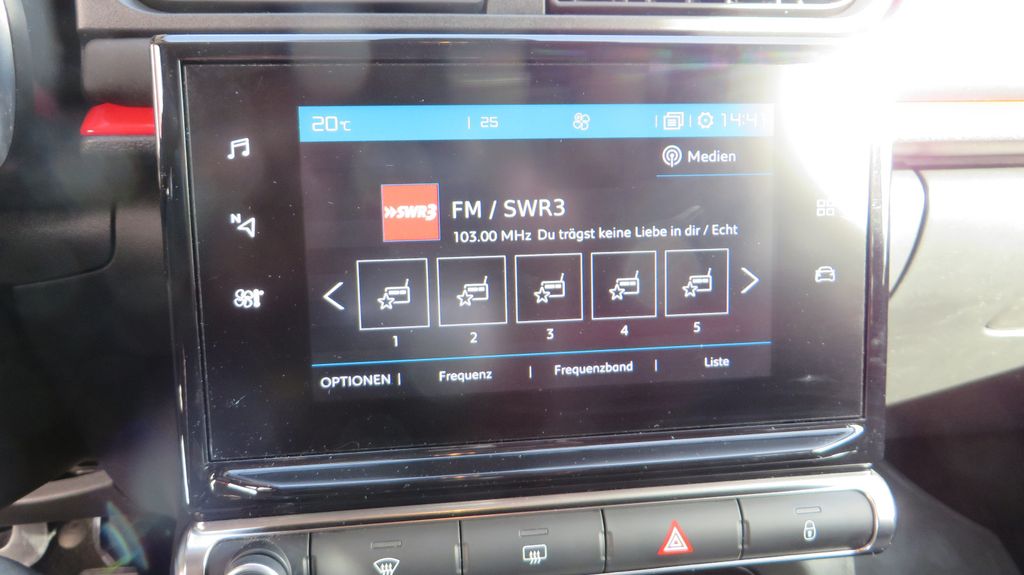 20°C | 25 | | 14:41
Medien
N
»SWR3
FM / SWR3
103.00 MHz Du trägst keine Liebe in dir / Echt
1 2 3 4 5
OPTIONEN | Frequenz | Frequenzband | Liste